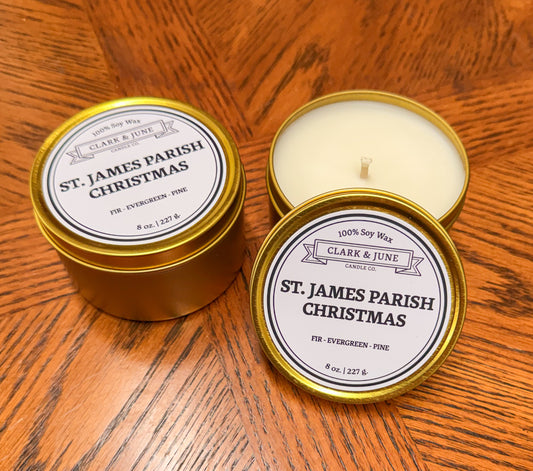 100% Soy Wax
CLARK & JUNE
CANDLE CO.
ST. JAMES PARISH
CHRISTMAS
FIR - EVERGREEN - PINE
8 oz. | 227 g.
100% Soy Wax
CLARK & JUNE
CANDLE CO.
ST. JAMES PARISH
CHRISTMAS
FIR - EVERGREEN - PINE
8 oz. | 227 g.